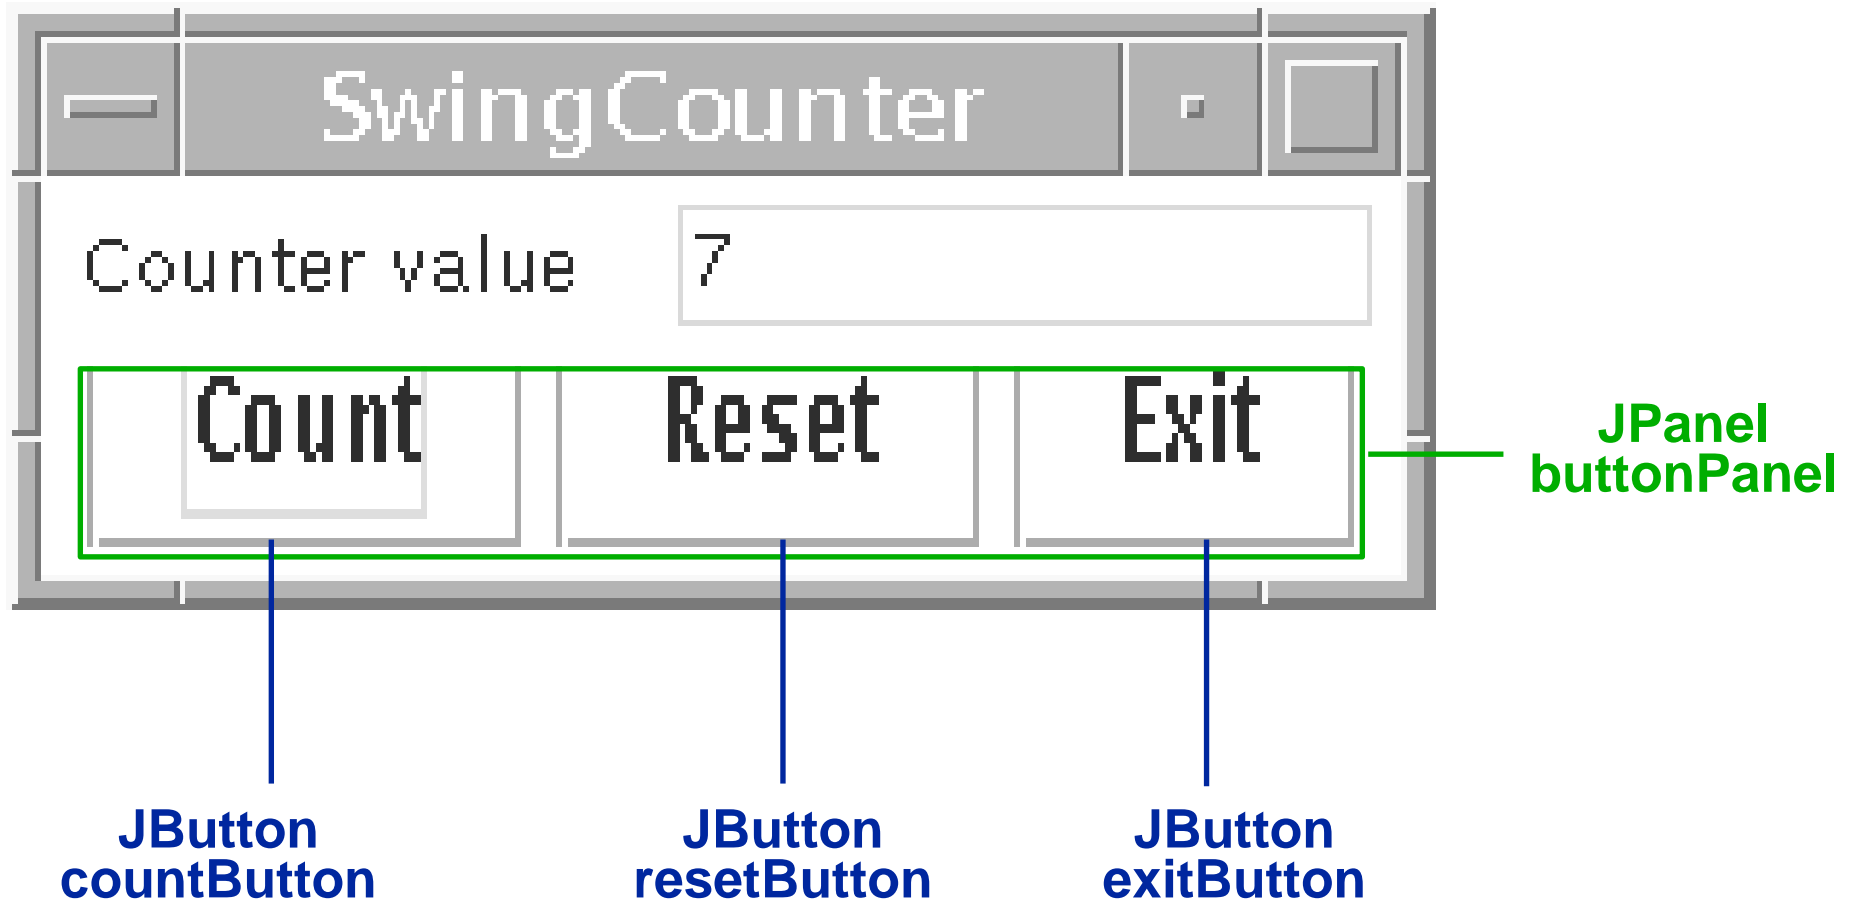 SwingCounter
Counter value 7
Count Reset Exit
JPanel
buttonPanel
JButton
countButton
JButton
resetButton
JButton
exitButton